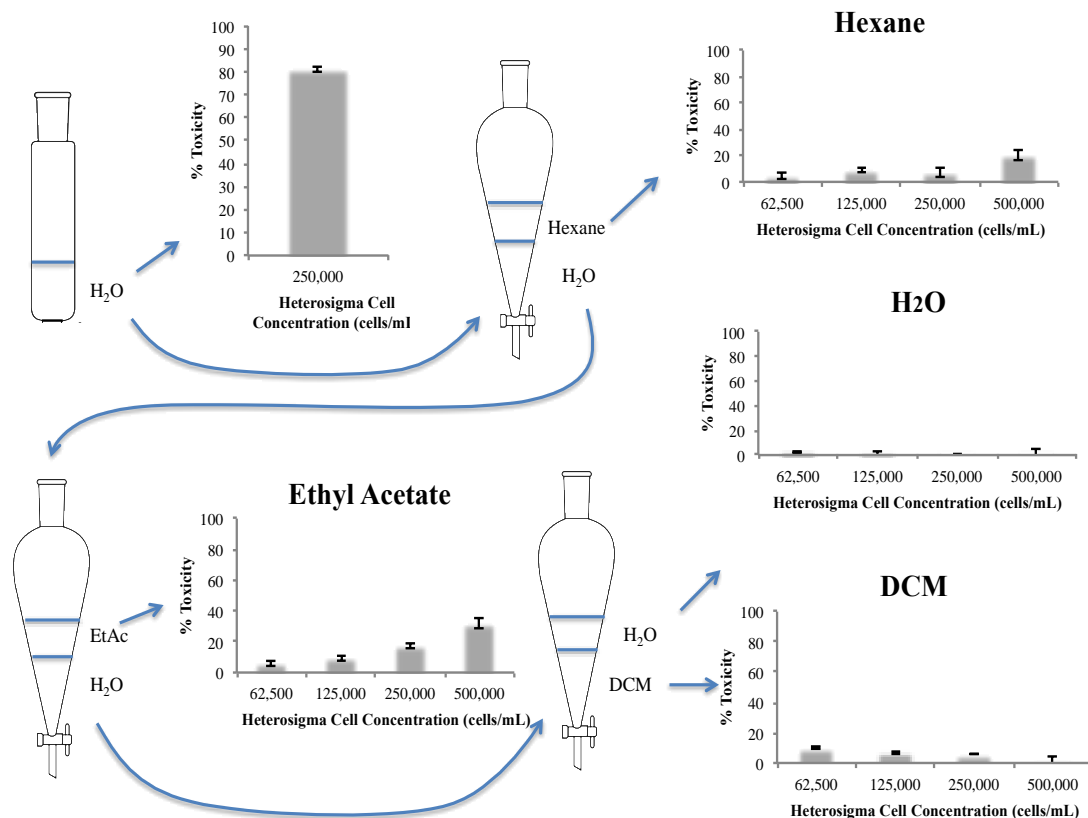 % Toxicity
90
80
70
60
50
40
30
20
10
0
250,000
Heterosigma Cell
Concentration (cells/ml
H2O
Hexane
H2O
Hexane
% Toxicity
100
80
60
40
20
0
62,500 125,000 250,000 500,000
Heterosigma Cell Concentration (cells/mL)
H2O
% Toxicity
100
80
60
40
20
0
62,500 125,000 250,000 500,000
Heterosigma Cell Concentration (cells/mL)
EtAc
H2O
Ethyl Acetate
% Toxicity
100
80
60
40
20
0
62,500 125,000 250,000 500,000
Heterosigma Cell Concentration (cells/mL)
H2O
DCM
DCM
% Toxicity
100
80
60
40
20
0
62,500 125,000 250,000 500,000
Heterosigma Cell Concentration (cells/mL)